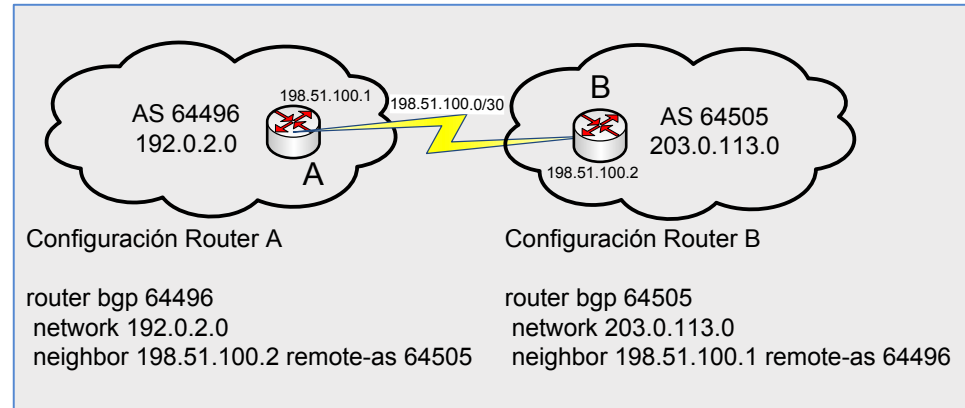 AS 64496
192.0.2.0
198.51.100.1
A
198.51.100.0/30
B
198.51.100.2
AS 64505
203.0.113.0
Configuración Router A
router bgp 64496
network 192.0.2.0
neighbor 198.51.100.2 remote-as 64505
Configuración Router B
router bgp 64505
network 203.0.113.0
neighbor 198.51.100.1 remote-as 64496